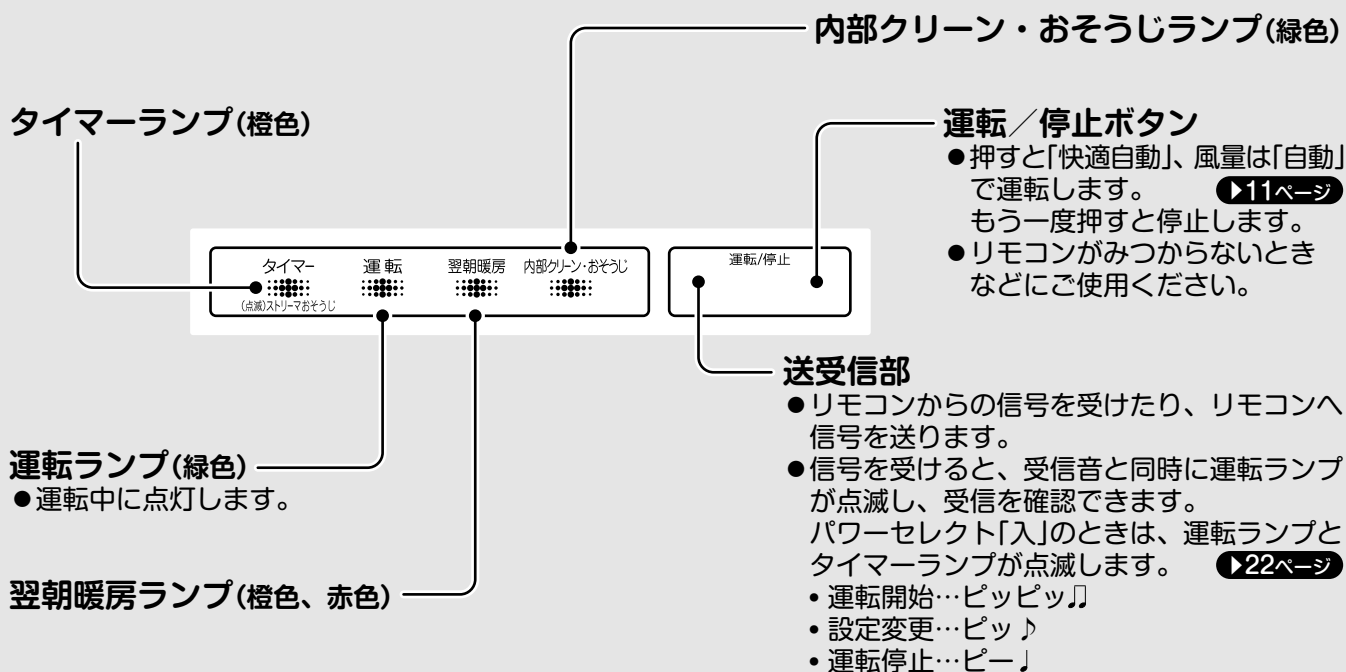 内部クリーン・おそうじランプ(緑色)
タイマーランプ(橙色)
運転／停止ボタン
●押すと「快適自動」、風量は「自動」
で運転します。 ▶11ページ
もう一度押すと停止します。
●リモコンがみつからないとき
などにご使用ください。
タイマー 運転 翌朝暖房 内部クリーン・おそうじ
(点滅)ストリーマおそうじ
運転/停止
送受信部
●リモコンからの信号を受けたり、リモコンへ
信号を送ります。
●信号を受けると、受信音と同時に運転ランプ
が点滅し、受信を確認できます。
パワーセレクト「入」のときは、運転ランプと
タイマーランプが点滅します。 ▶22ページ
•運転開始…ピッピッ♫
•設定変更…ピッ♪
•運転停止…ピー♩
運転ランプ(緑色)
●運転中に点灯します。
翌朝暖房ランプ(橙色、赤色)